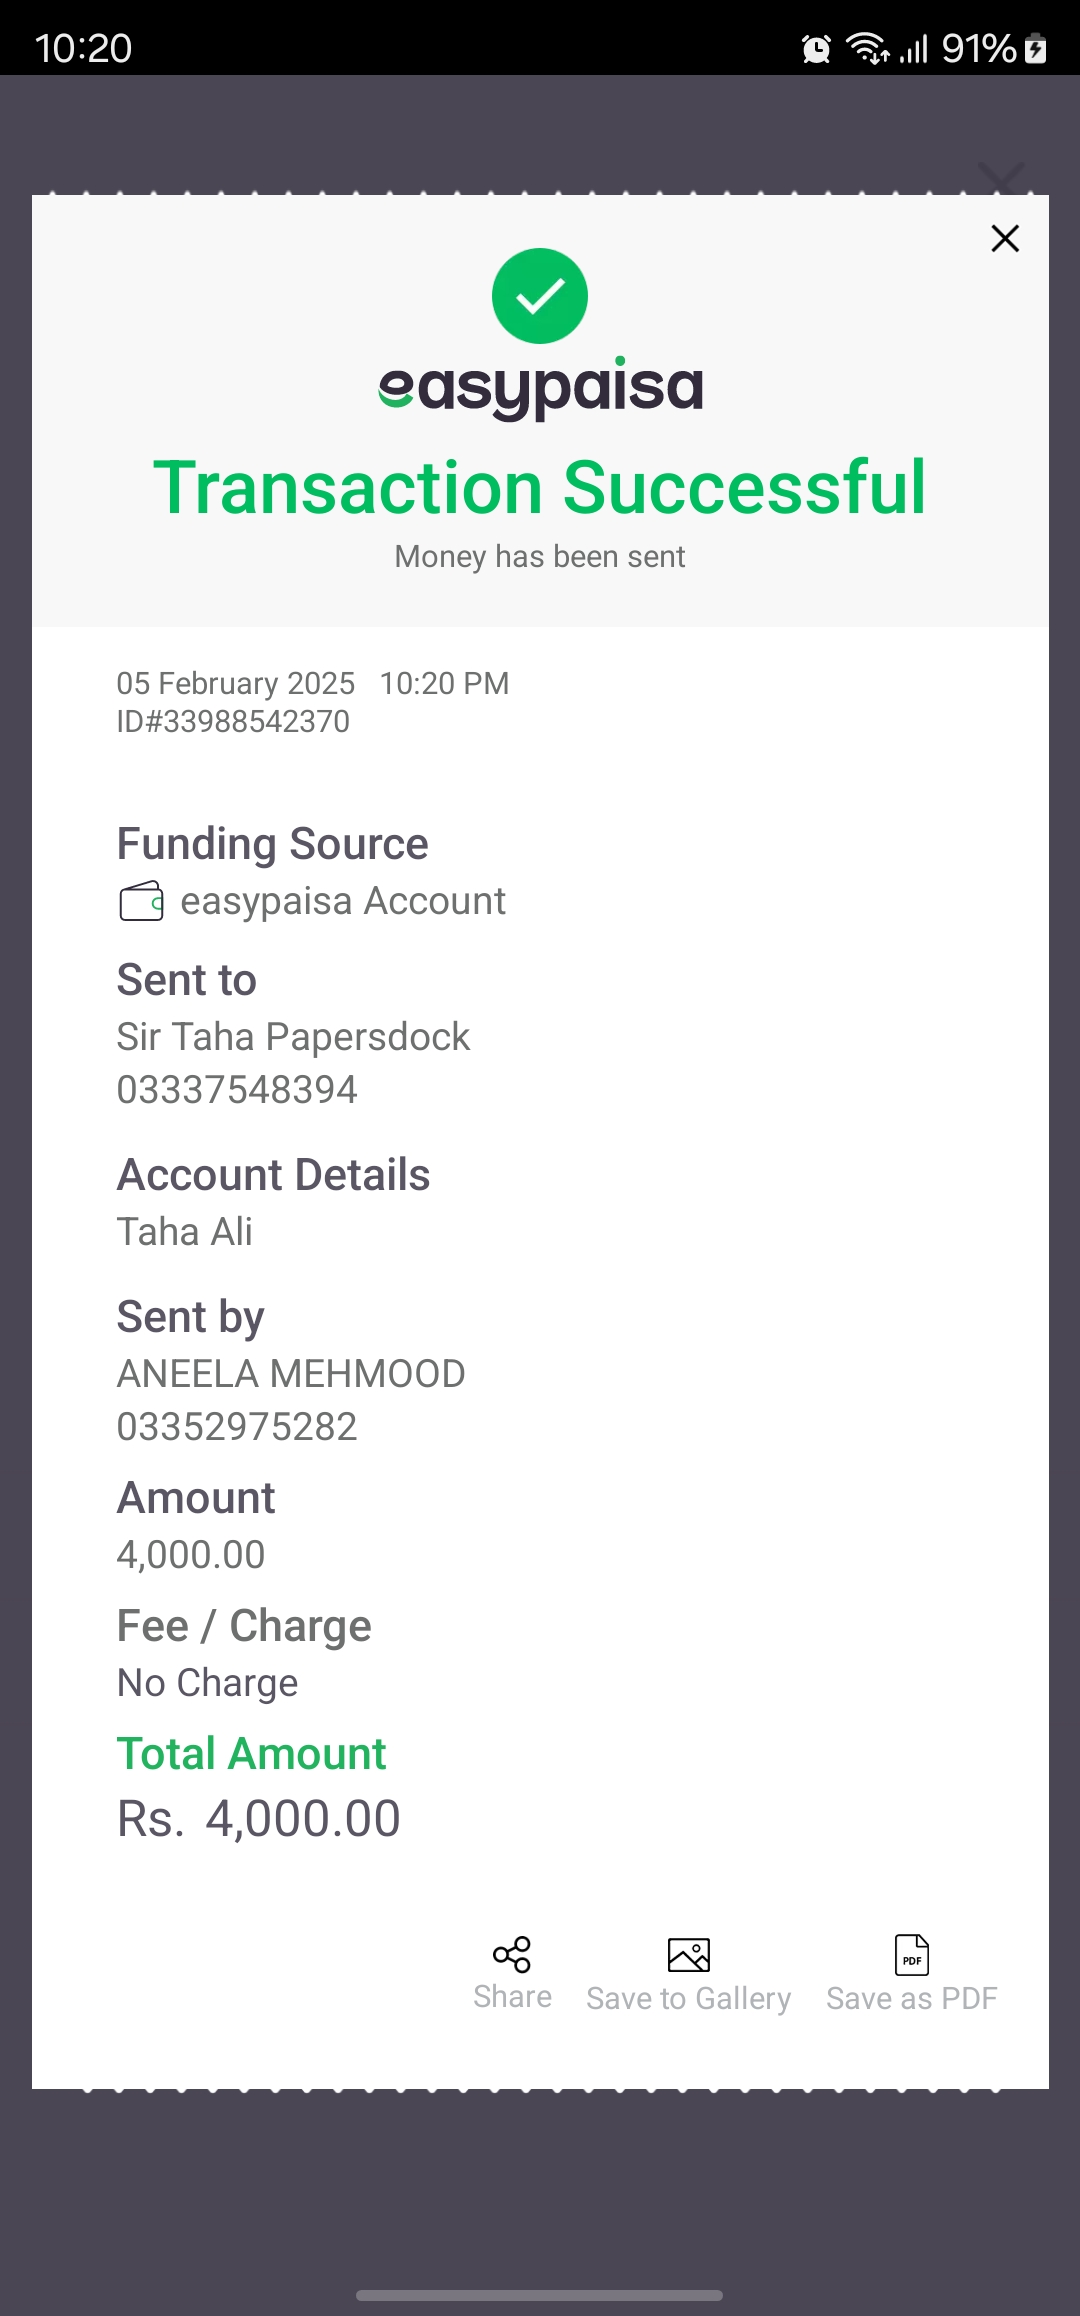 10:20
91%
easypaisa
Transaction Successful
Money has been sent
05 February 2025 10:20 PM
ID#33988542370
Funding Source
easypaisa Account
Sent to
Sir Taha Papersdock
03337548394
Account Details
Taha Ali
Sent by
ANEELA MEHMOOD
03352975282
Amount
4,000.00
Fee / Charge
No Charge
Total Amount
Rs. 4,000.00
PDF
Share Save to Gallery Save as PDF